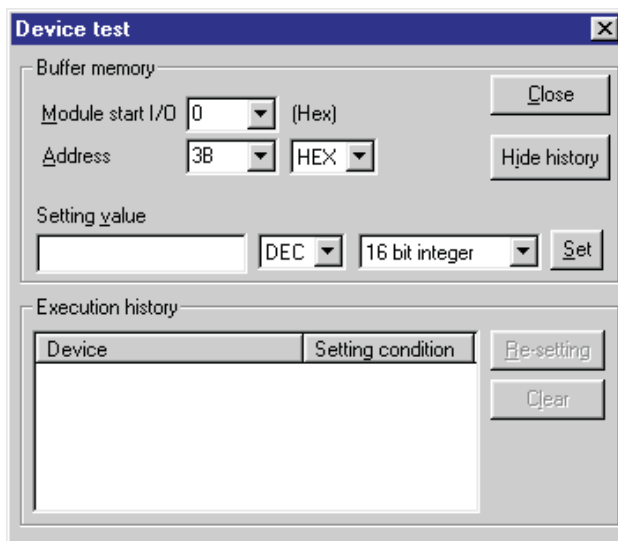 Device test
Buffer memory
Module start I/O 0 (Hex)
Close
Address 3B HEX
Hide history
Setting value
DEC 16 bit integer Set
Execution history
Device Setting condition
Re-setting
Clear